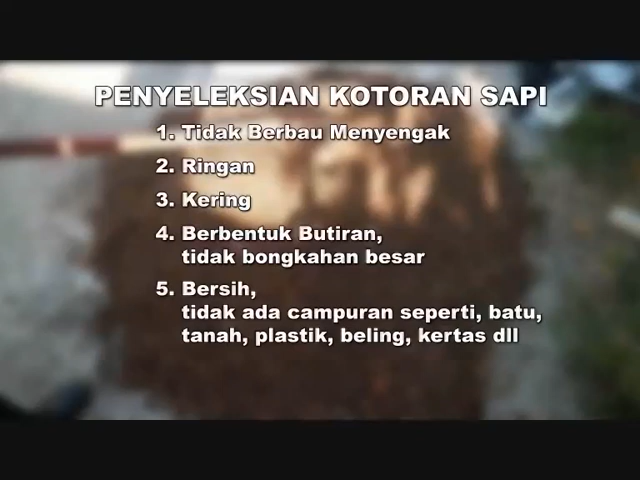 PENYELEKSIAN KOTORAN SAPI
1. Tidak Berbau Menyengak
2. Ringan
3. Kering
4. Berbentuk Butiran,
tidak bongkahan besar
5. Bersih,
tidak ada campuran seperti, batu,
tanah, plastik, beling, kertas dll